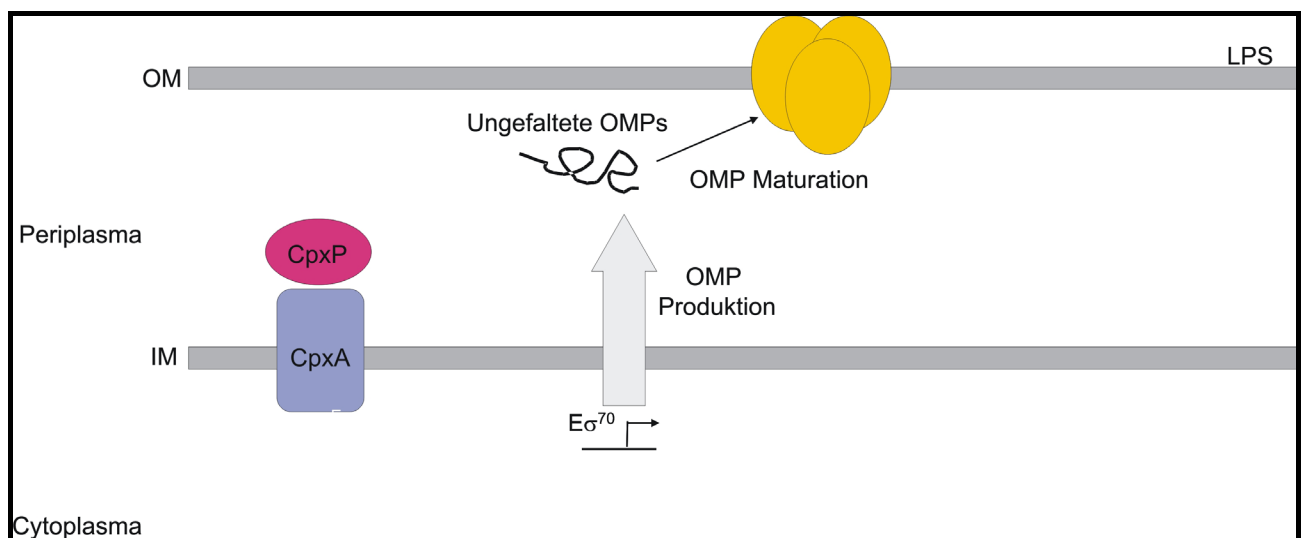 LPS
OM
Ungefaltete OMPs
OMP Maturation
Periplasma
CpxP
OMP
Produktion
IM
CpxA
Eσ⁷⁰
Cytoplasma